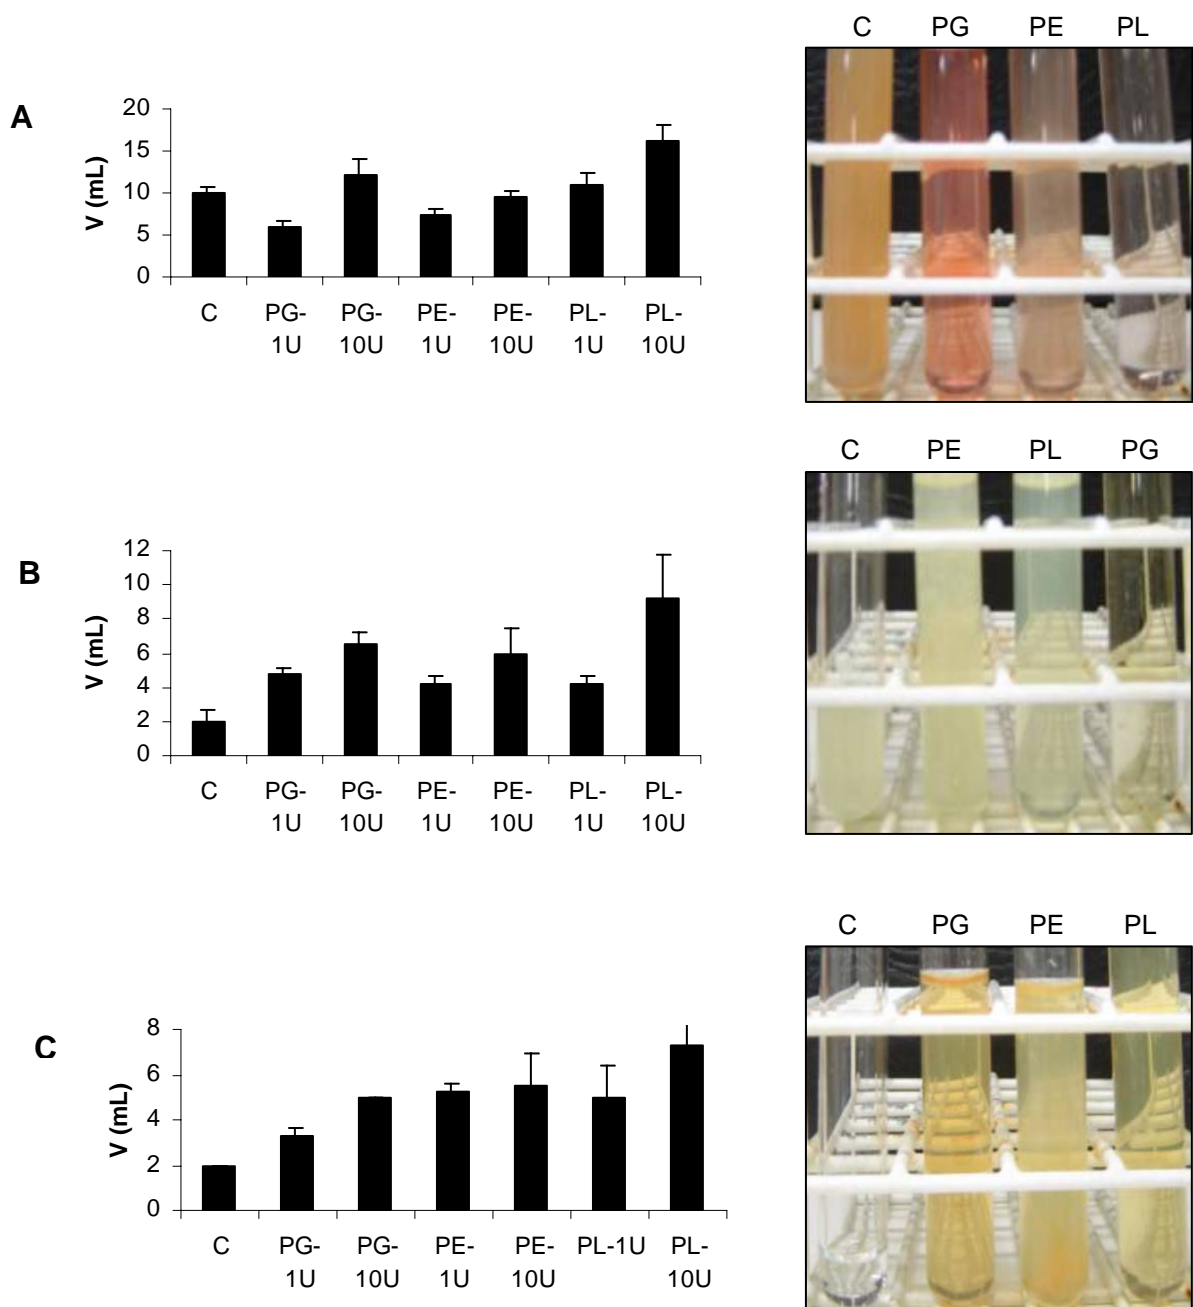 A
V (mL)
20
15
10
5
0
C PG- PG- PE- PE- PL- PL-
1U 10U 1U 10U 1U 10U
C PG PE PL
B
V (mL)
12
10
8
6
4
2
0
C PG- PG- PE- PE- PL- PL-
1U 10U 1U 10U 1U 10U
C PE PL PG
C
V (mL)
8
6
4
2
0
C PG- PG- PE- PE- PL-1U PL-
1U 10U 1U 10U 10U
C PG PE PL